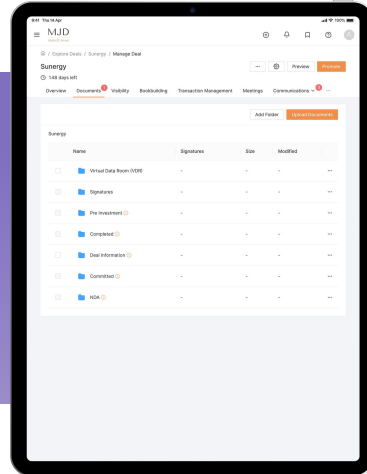 9:41 Thu 14 Apr
100%
MJD
/ Explore Deals / Sunergy / Manage Deal
Sunergy
Preview
Promote
148 days left
Overview Documents Visibility Bookbuilding Transaction Management Meetings Communications
Add Folder
Upload Documents
Sunergy
Name Signatures Size Modified
Virtual Data Room (VDR) - - -
Signatures - - -
Pre Investment - - -
Completed - - -
Deal Information - - -
Committed - - -
NDA - - -